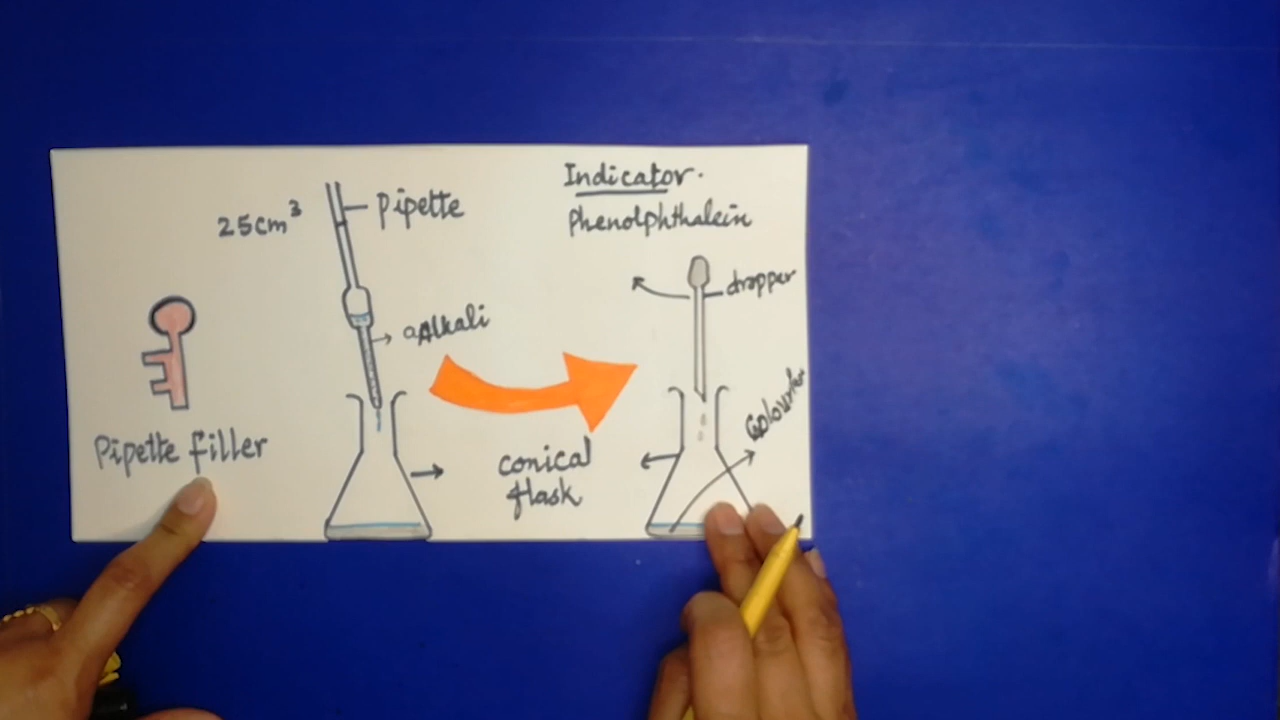 25cm³
Pipette
Indicator.
Phenolphthalein
dropper
aAlkali
Pipette filler
conical
flask